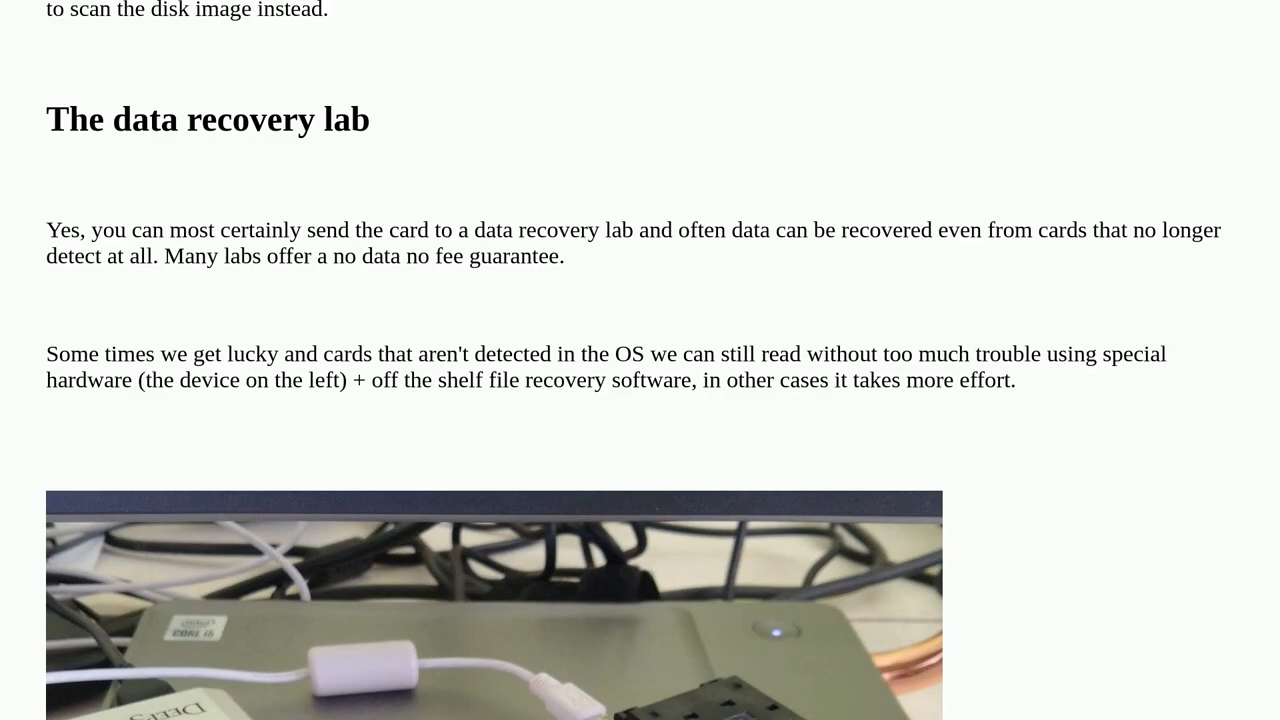 to scan the disk image instead.
The data recovery lab
Yes, you can most certainly send the card to a data recovery lab and often data can be recovered even from cards that no longer
detect at all. Many labs offer a no data no fee guarantee.
Some times we get lucky and cards that aren't detected in the OS we can still read without too much trouble using special
hardware (the device on the left) + off the shelf file recovery software, in other cases it takes more effort.
CORE i5